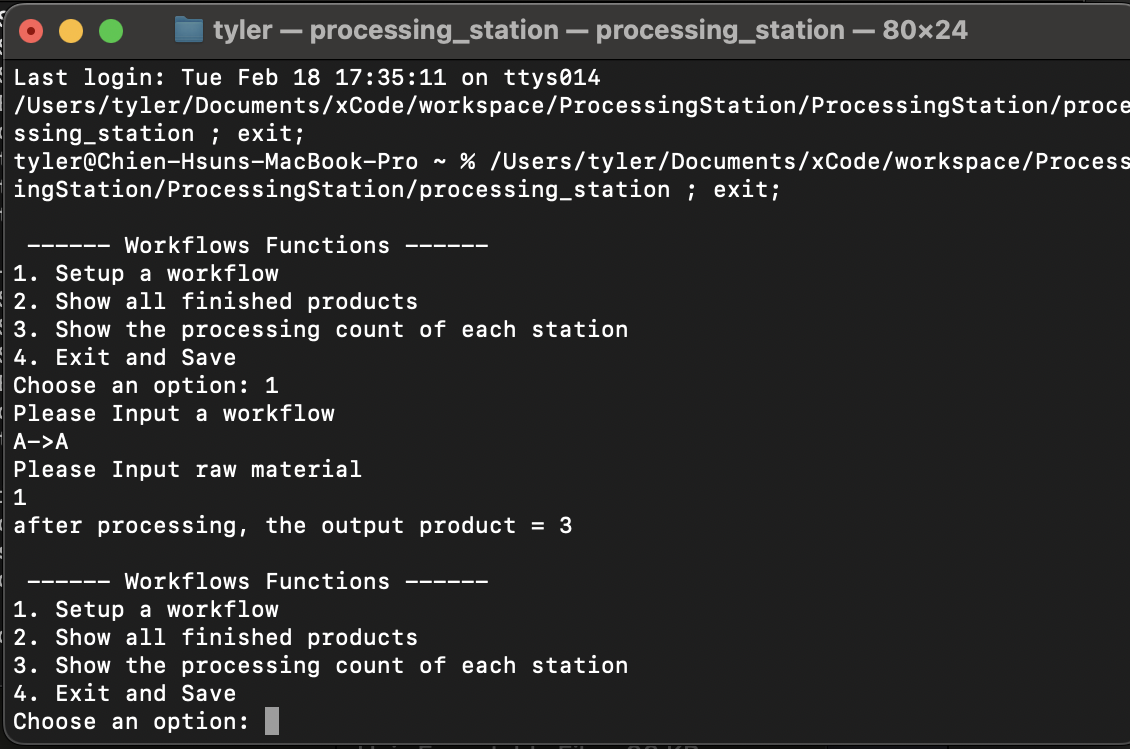 tyler — processing_station — processing_station — 80×24
Last login: Tue Feb 18 17:35:11 on ttys014
/Users/tyler/Documents/xCode/workspace/ProcessingStation/ProcessingStation/proce
ssing_station ; exit;
tyler@Chien-Hsuns-MacBook-Pro ~ % /Users/tyler/Documents/xCode/workspace/Process
ingStation/ProcessingStation/processing_station ; exit;
------ Workflows Functions ------
1. Setup a workflow
2. Show all finished products
3. Show the processing count of each station
4. Exit and Save
Choose an option: 1
Please Input a workflow
A->A
Please Input raw material
1
after processing, the output product = 3
------ Workflows Functions ------
1. Setup a workflow
2. Show all finished products
3. Show the processing count of each station
4. Exit and Save
Choose an option: